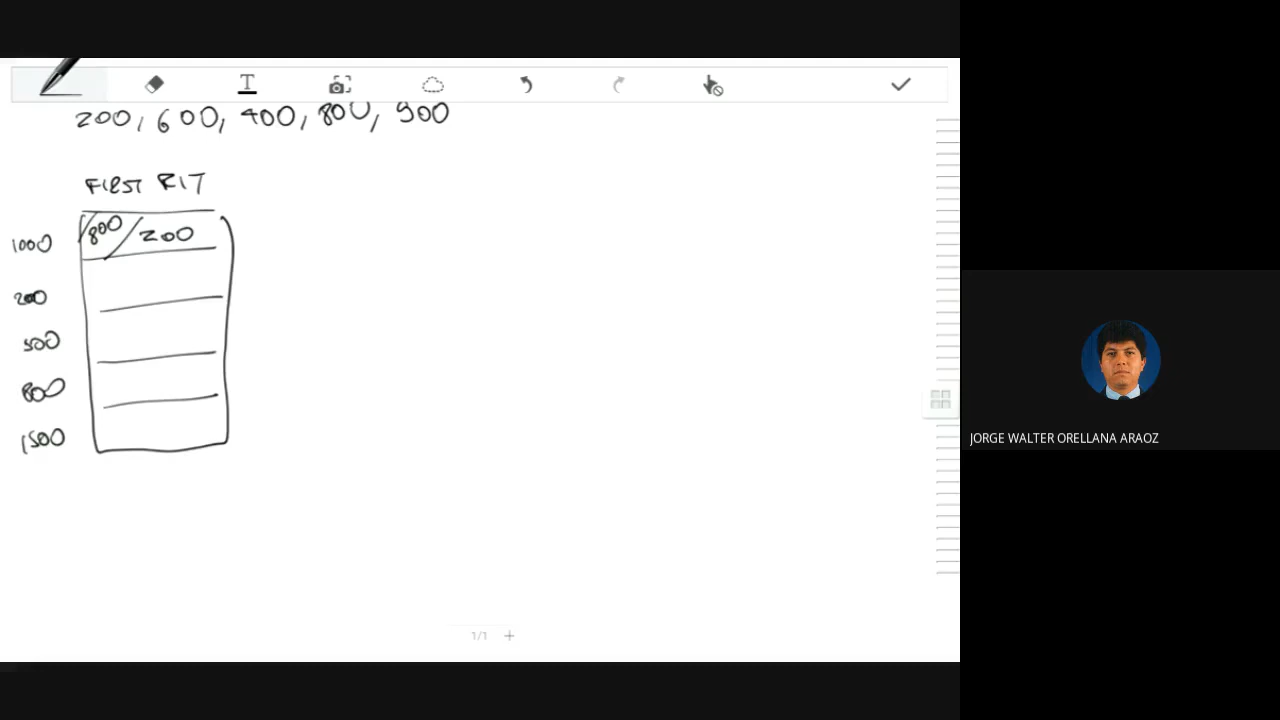 T
200, 600, 400, 800, 900
FIRST FIT
1000 800 / 200
200
500
800
1500
1/1 +
JORGE WALTER ORELLANA ARAOZ